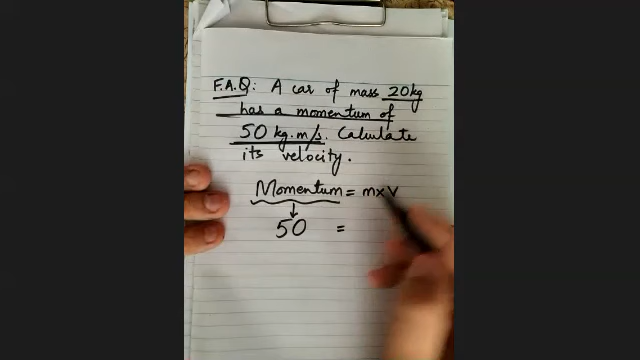 F.A.Q: A car of mass 20kg
has a momentum of
50 kg.m/s. Calculate
its velocity.
Momentum = m×V
50 =